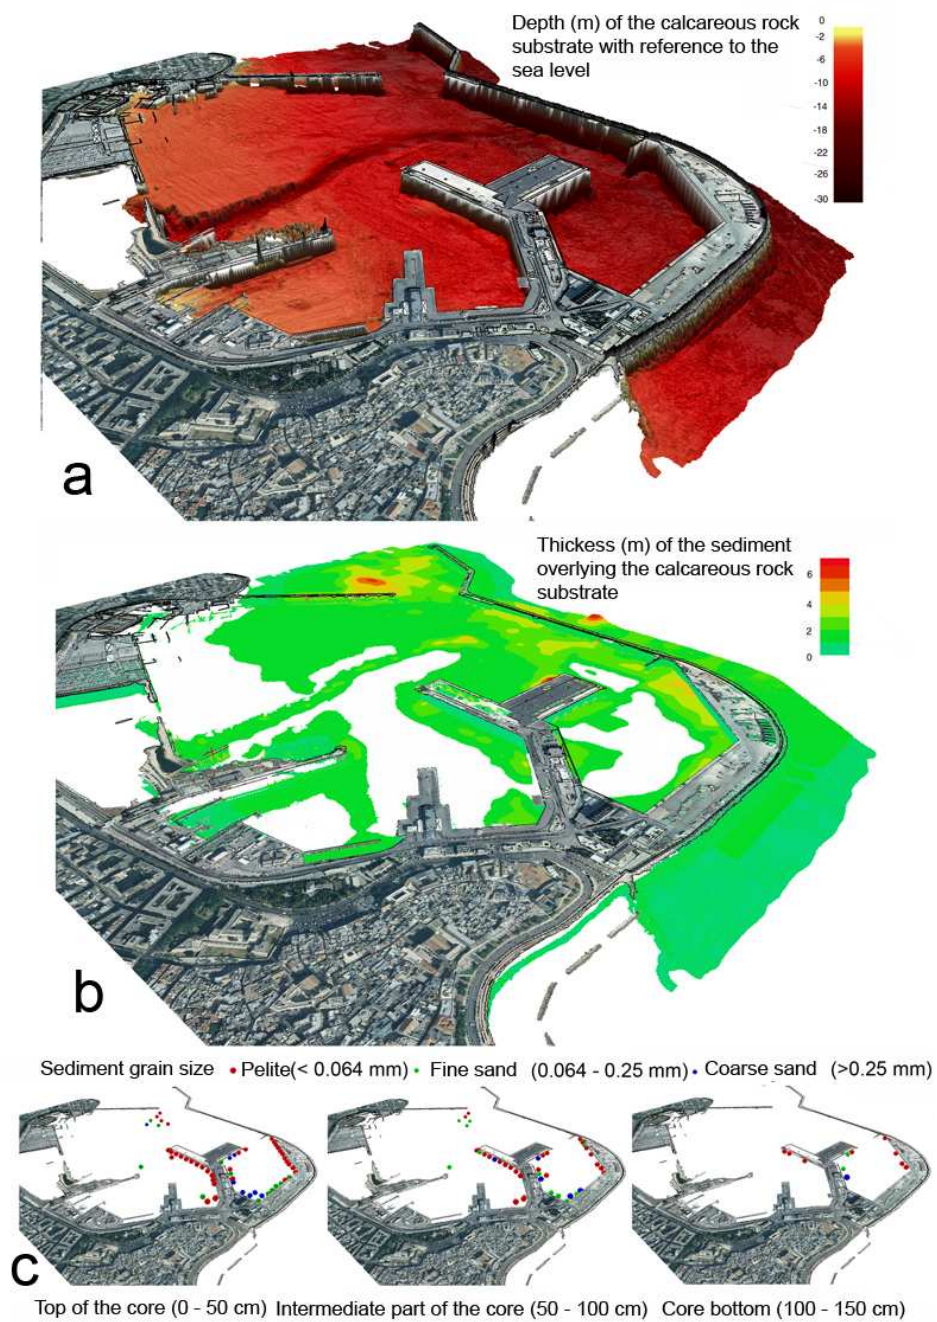 Depth (m) of the calcareous rock
substrate with reference to the
sea level
0
-2
-6
-10
-14
-18
-22
-26
-30
a
Thickess (m) of the sediment
overlying the calcareous rock
substrate
6
4
2
0
b
Sediment grain size Pelite(< 0.064 mm) Fine sand (0.064 - 0.25 mm) Coarse sand (>0.25 mm)
c
Top of the core (0 - 50 cm) Intermediate part of the core (50 - 100 cm) Core bottom (100 - 150 cm)